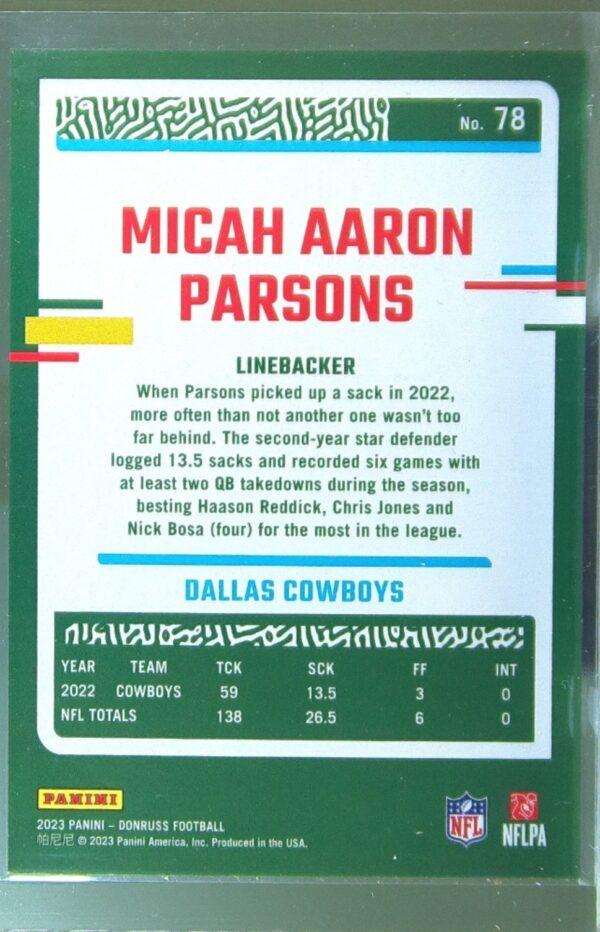 No. 78
MICAH AARON
PARSONS
LINEBACKER
When Parsons picked up a sack in 2022,
more often than not another one wasn't too
far behind. The second-year star defender
logged 13.5 sacks and recorded six games with
at least two QB takedowns during the season,
besting Haason Reddick, Chris Jones and
Nick Bosa (four) for the most in the league.
DALLAS COWBOYS
YEAR TEAM TCK SCK FF INT
2022 COWBOYS 59 13.5 3 0
NFL TOTALS 138 26.5 6 0
PANINI
2023 PANINI – DONRUSS FOOTBALL
帕尼尼 © 2023 Panini America, Inc. Produced in the USA.
NFL
NFLPA